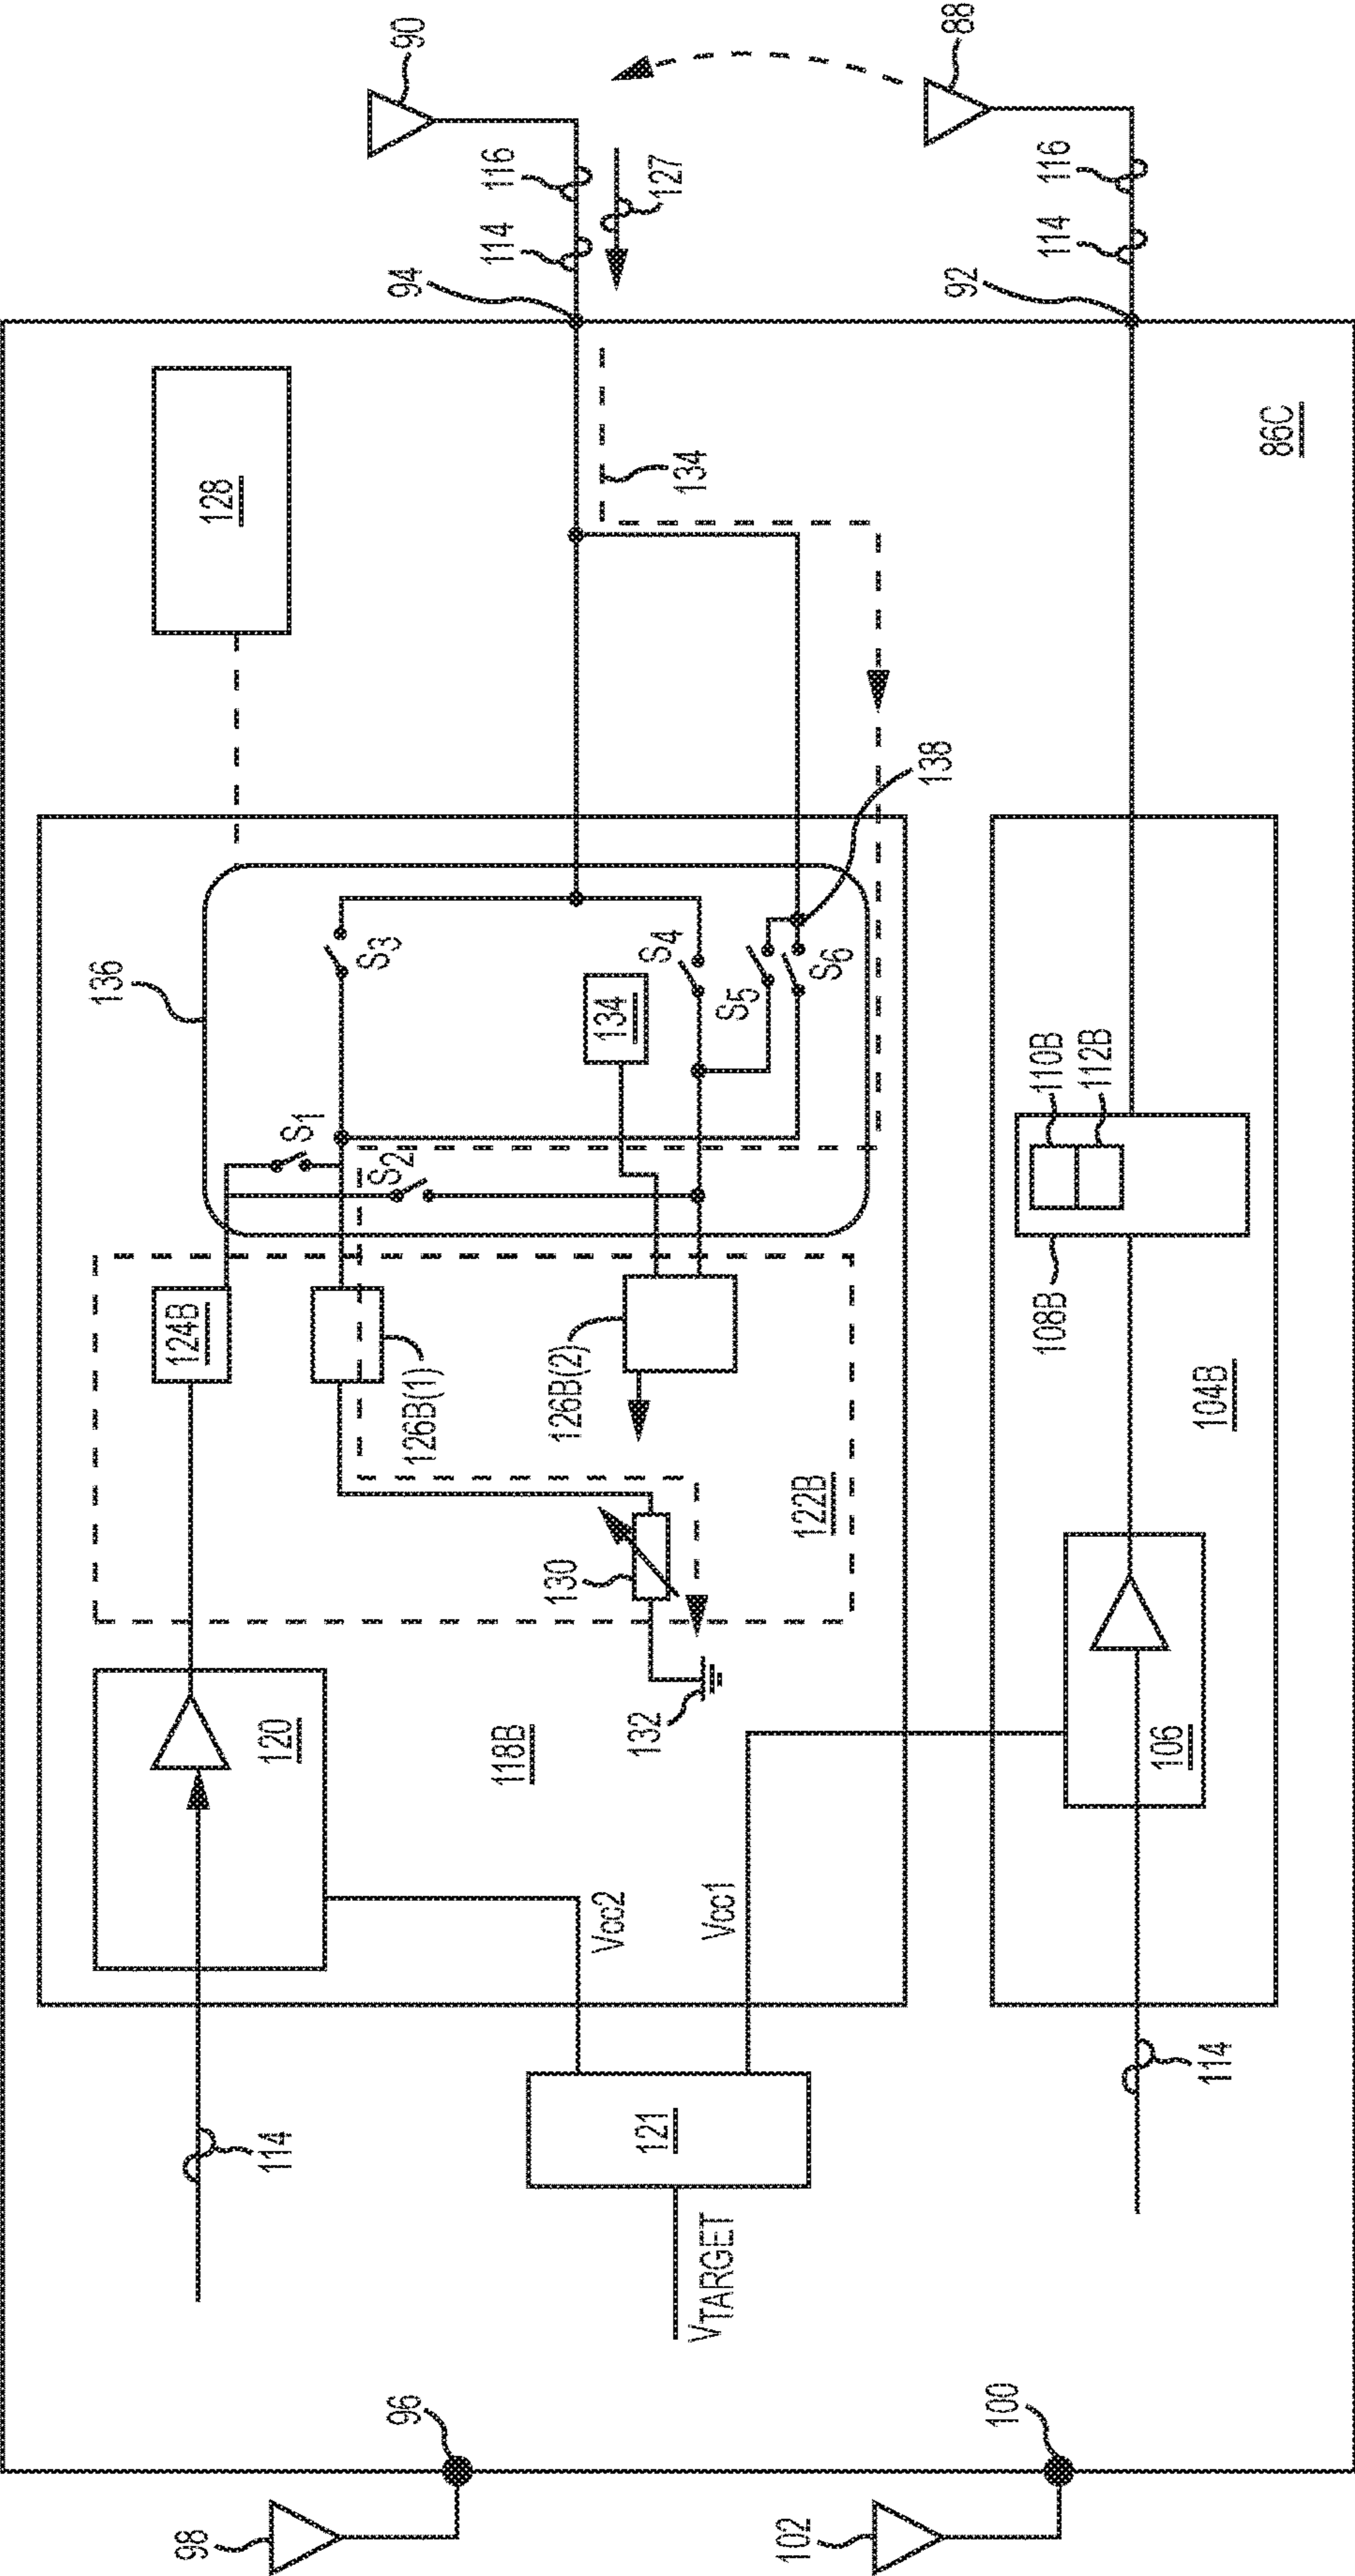 90
88
116
127
114
94
116
114
92
128
134
86C
136
138
S3
S4
S5
S6
134
S1
S2
110B
112B
108B
124B
126B(1)
126B(2)
122B
104B
130
132
120
118B
106
Vcc2
Vcc1
121
114
114
VTARGET
96
100
98
102